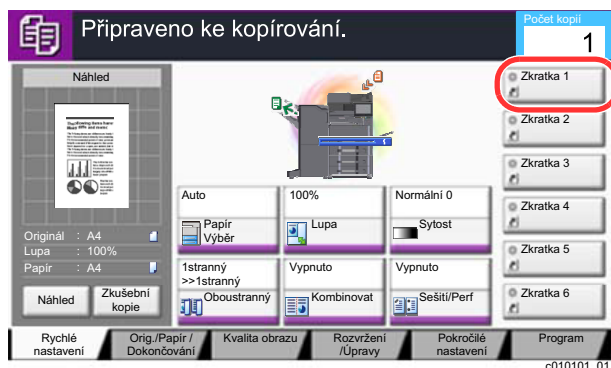 Připraveno ke kopírování.
Počet kopií
1
Náhled
Originál : A4
Lupa : 100%
Papír : A4
Náhled
Zkušební
kopie
Auto
Papír
Výběr
100%
Lupa
Normální 0
Sytost
1stranný
>>1stranný
Oboustranný
Vypnuto
Kombinovat
Vypnuto
Sešití/Perf
Zkratka 1
Zkratka 2
Zkratka 3
Zkratka 4
Zkratka 5
Zkratka 6
Rychlé
nastavení
Orig./Papír /
Dokončování
Kvalita obrazu
Rozvržení
/Úpravy
Pokročilé
nastavení
Program
c010101_01